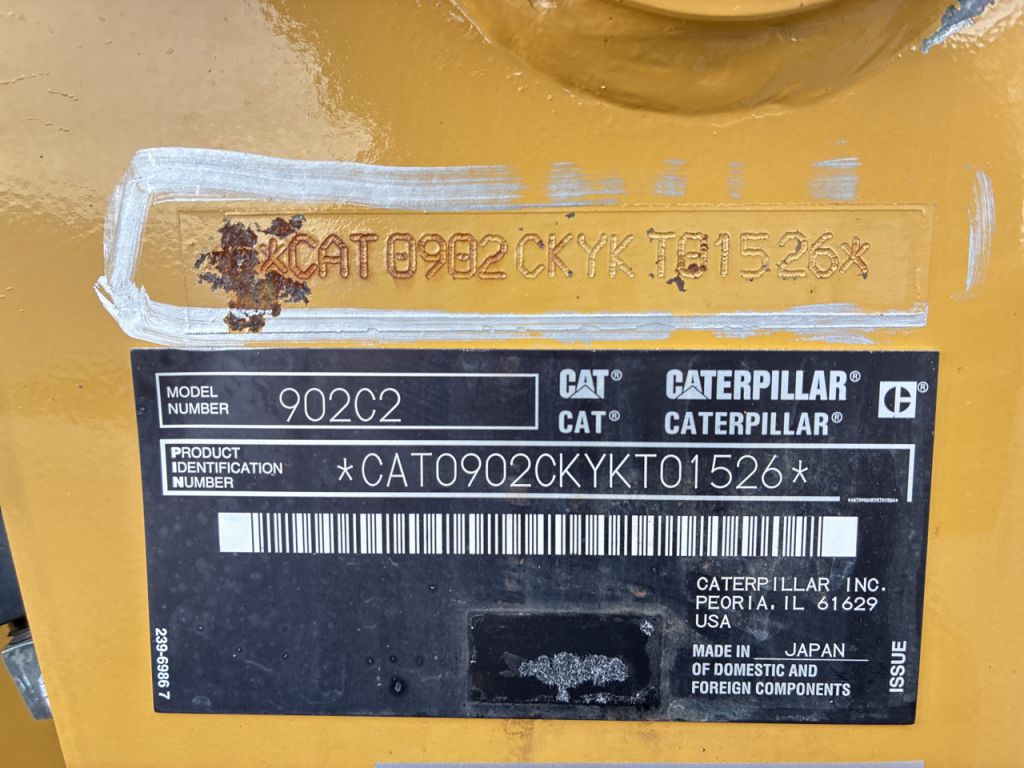 *CAT0902CKYKT01526*
MODEL NUMBER 902C2
CAT® CATERPILLAR®
CAT® CATERPILLAR®
PRODUCT
IDENTIFICATION
NUMBER
*CAT0902CKYKT01526*
*CAT0902CKYKT01526*
CATERPILLAR INC.
PEORIA, IL 61629
USA
MADE IN JAPAN
OF DOMESTIC AND
FOREIGN COMPONENTS
239-6986 7
ISSUE